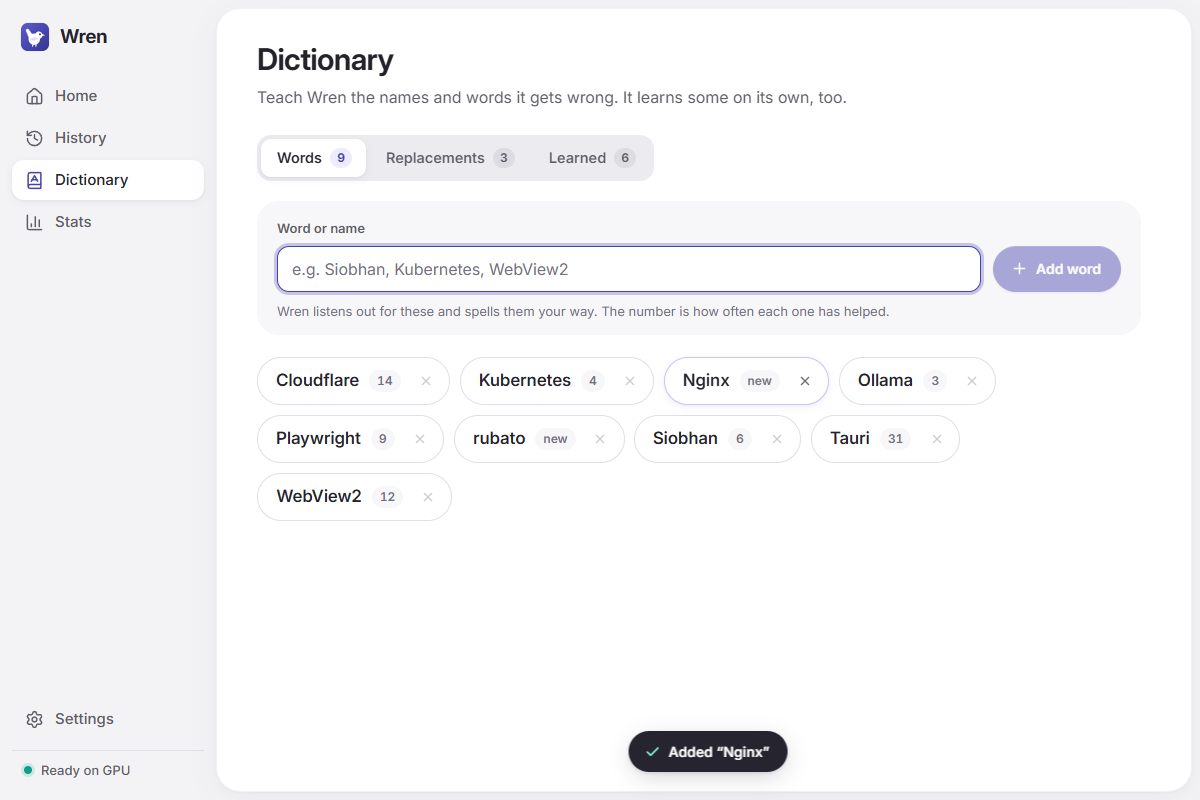 Wren
Home
History
Dictionary
Stats
Settings
Ready on GPU
Dictionary
Teach Wren the names and words it gets wrong. It learns some on its own, too.
Words 9 Replacements 3 Learned 6
Word or name
e.g. Siobhan, Kubernetes, WebView2
+ Add word
Wren listens out for these and spells them your way. The number is how often each one has helped.
Cloudflare 14 × Kubernetes 4 × Nginx new × Ollama 3 ×
Playwright 9 × rubato new × Siobhan 6 × Tauri 31 ×
WebView2 12 ×
Added “Nginx”